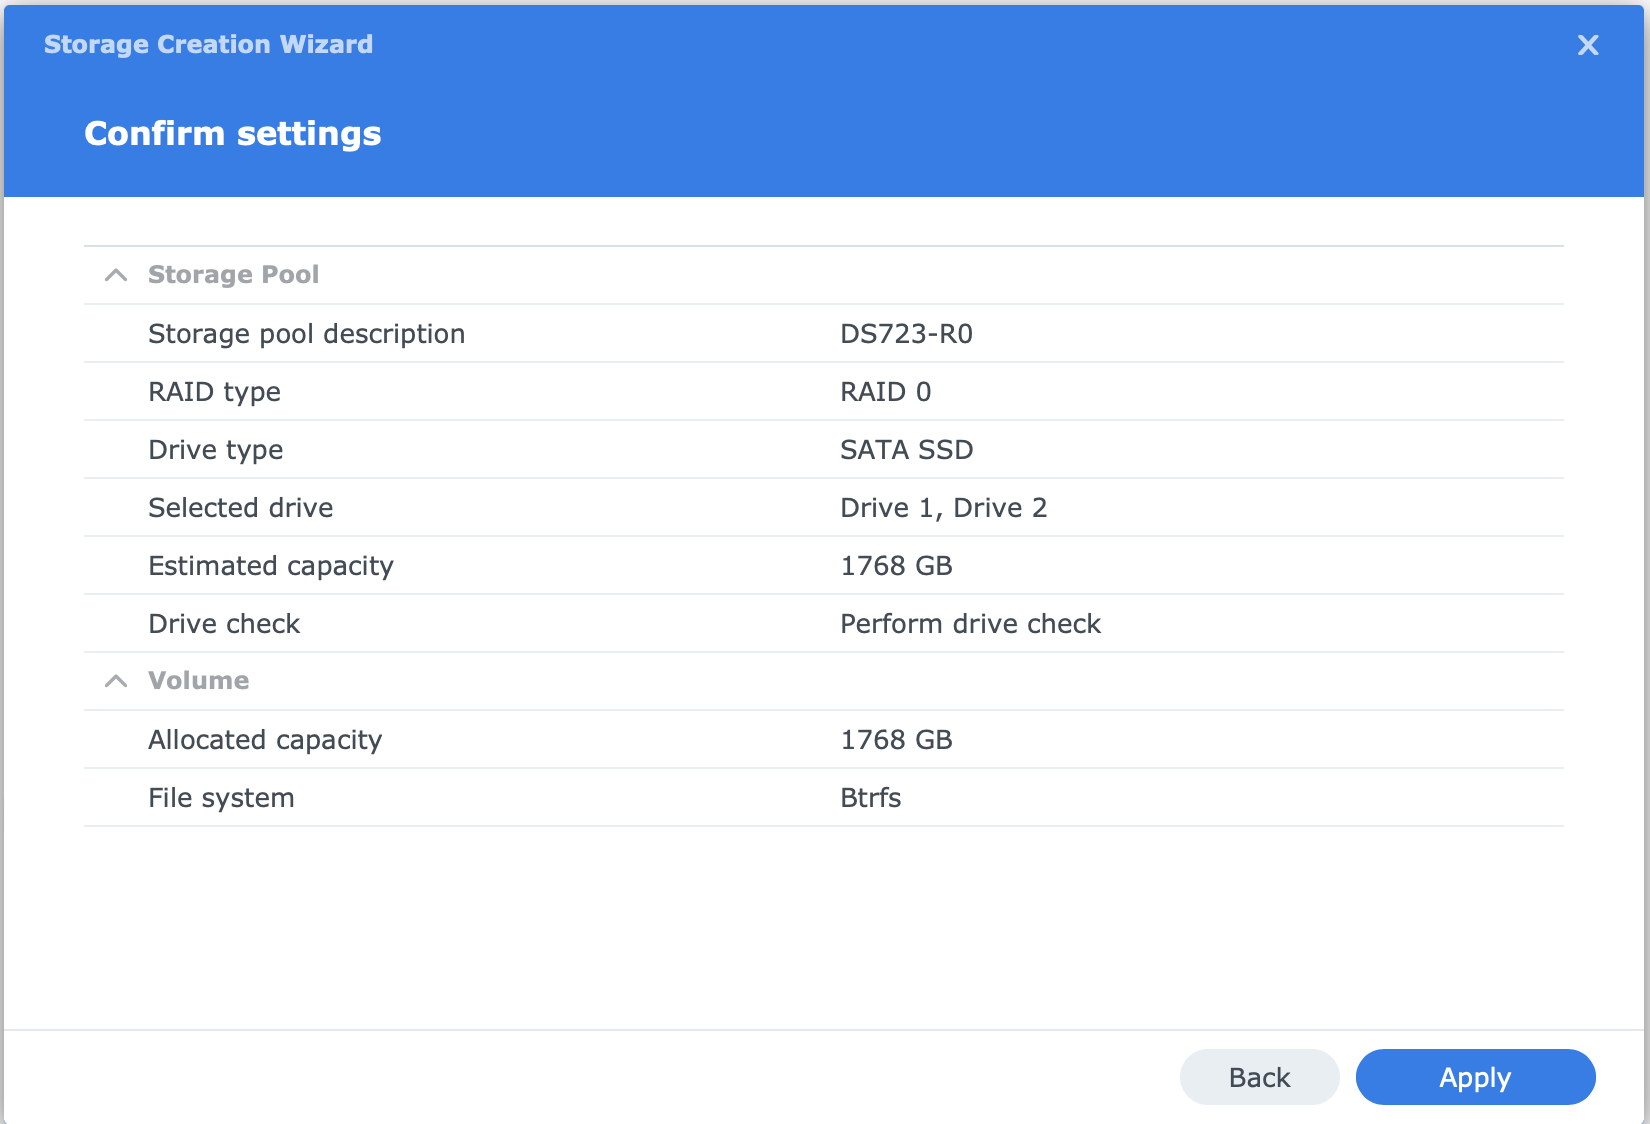 Storage Creation Wizard
Confirm settings
Storage Pool
Storage pool description DS723-R0
RAID type RAID 0
Drive type SATA SSD
Selected drive Drive 1, Drive 2
Estimated capacity 1768 GB
Drive check Perform drive check
Volume
Allocated capacity 1768 GB
File system Btrfs
Back Apply